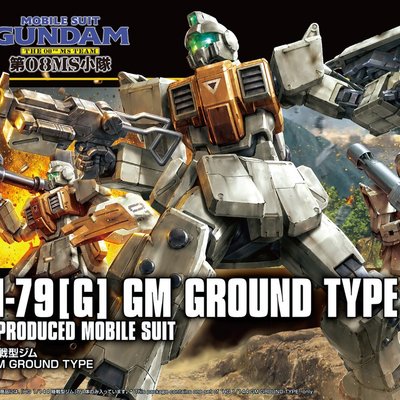 MOBILE SUIT
GUNDAM
THE 08TH MS TEAM
第08MS小隊
-79[G] GM GROUND TYPE
PRODUCED MOBILE SUIT
戦型ジム
M GROUND TYPE